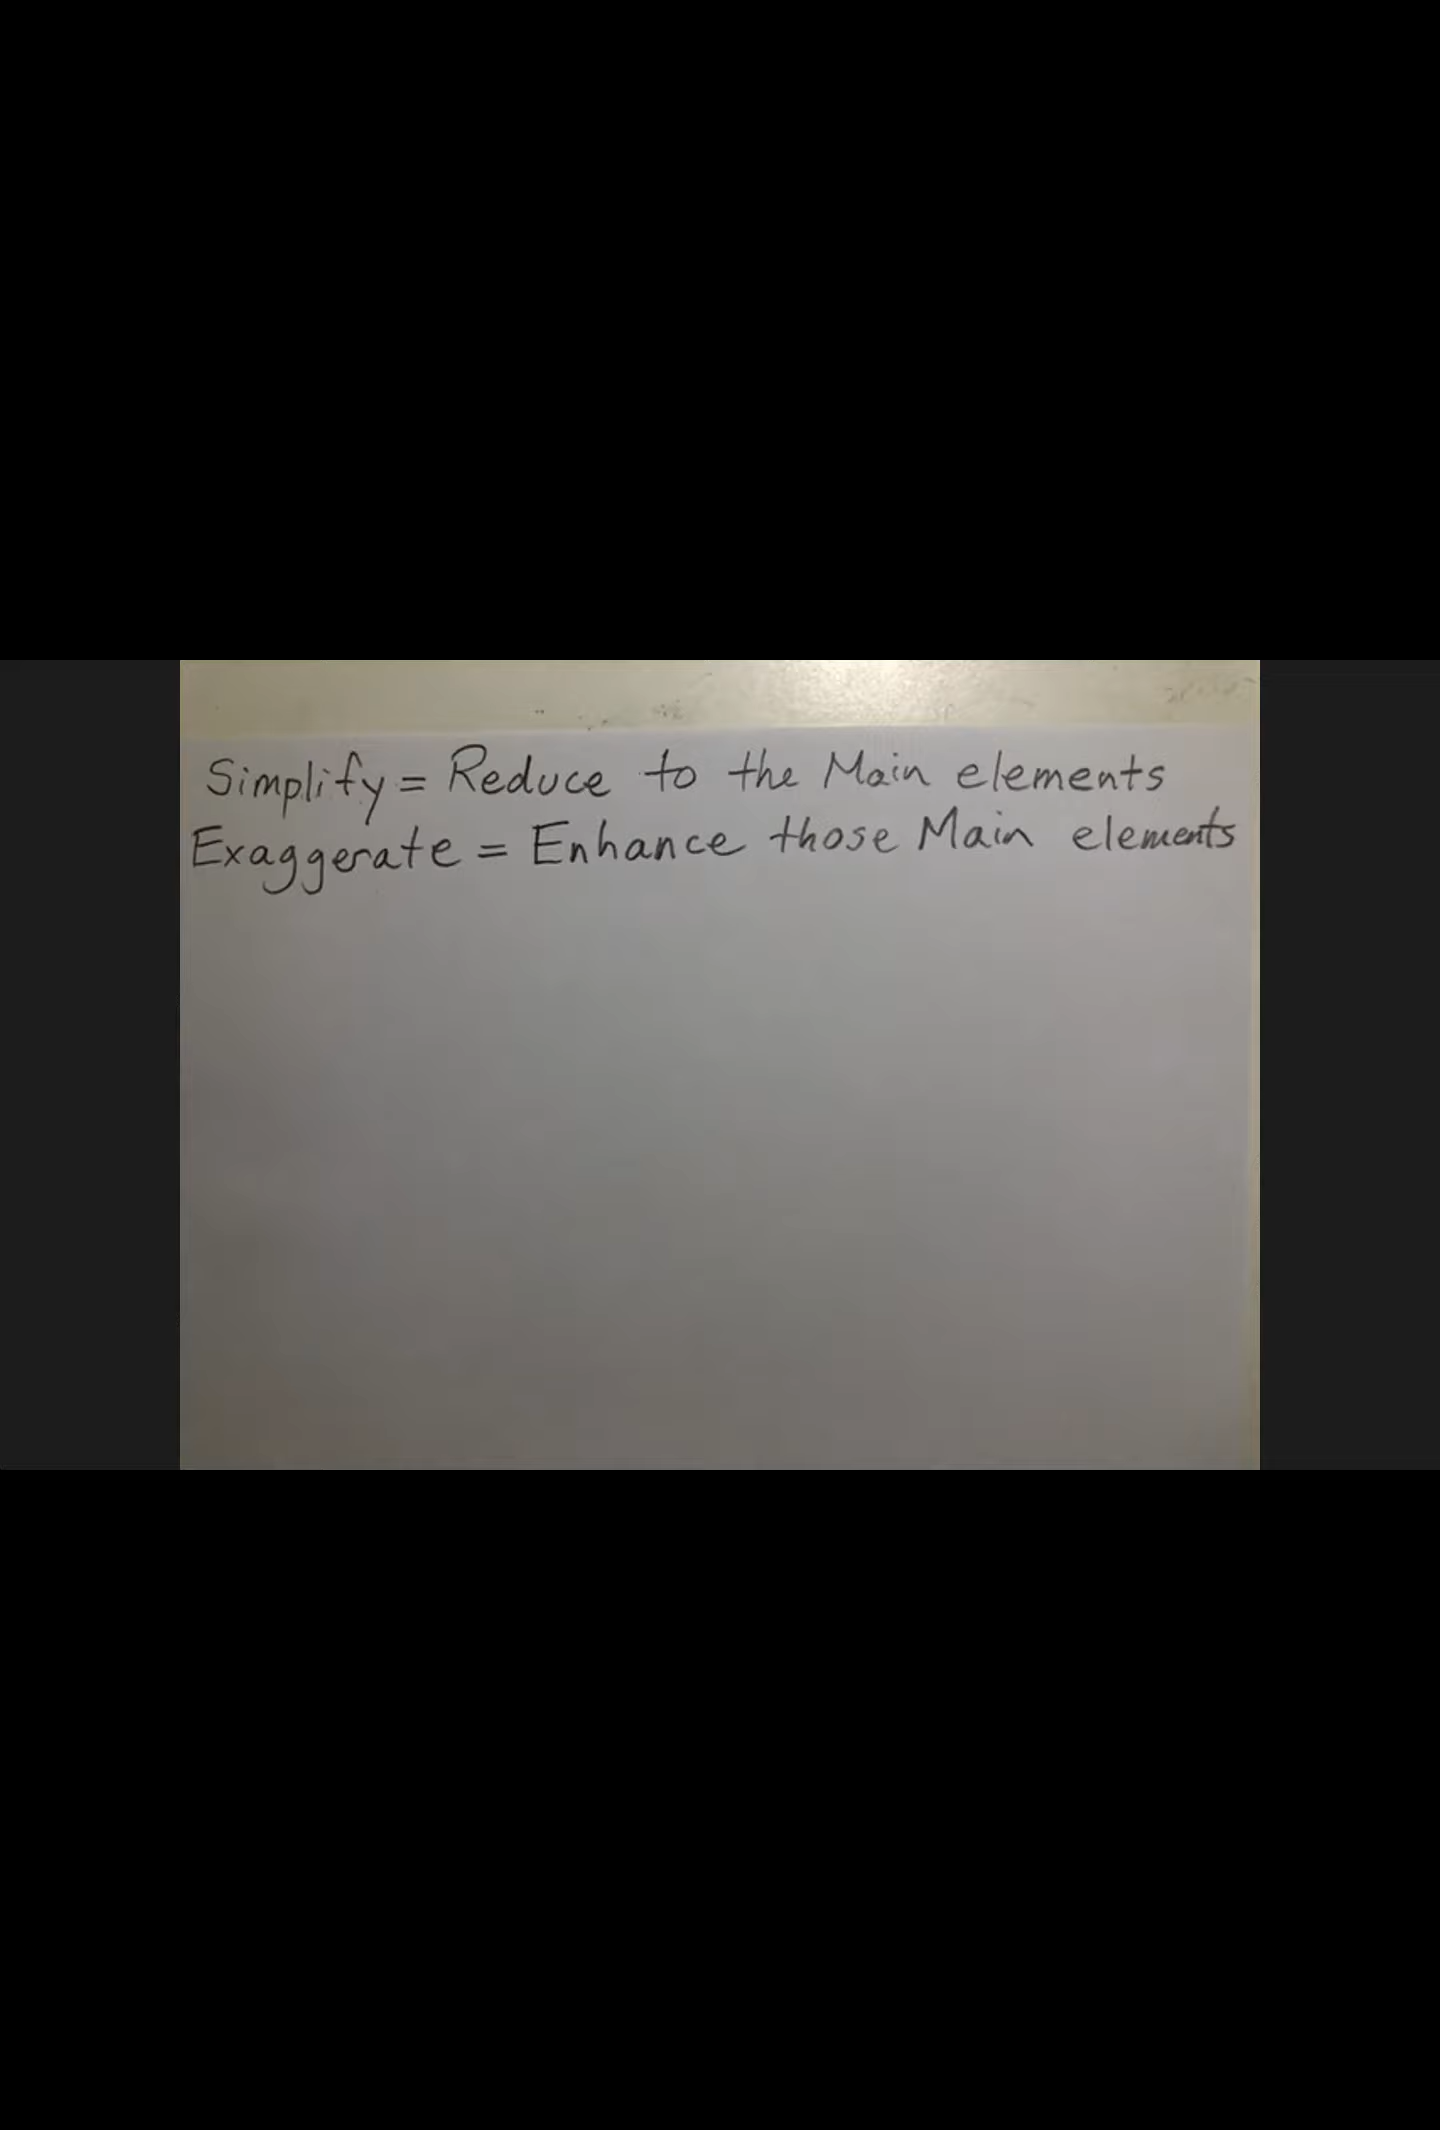 Simplify = Reduce to the Main elements
Exaggerate = Enhance those Main elements